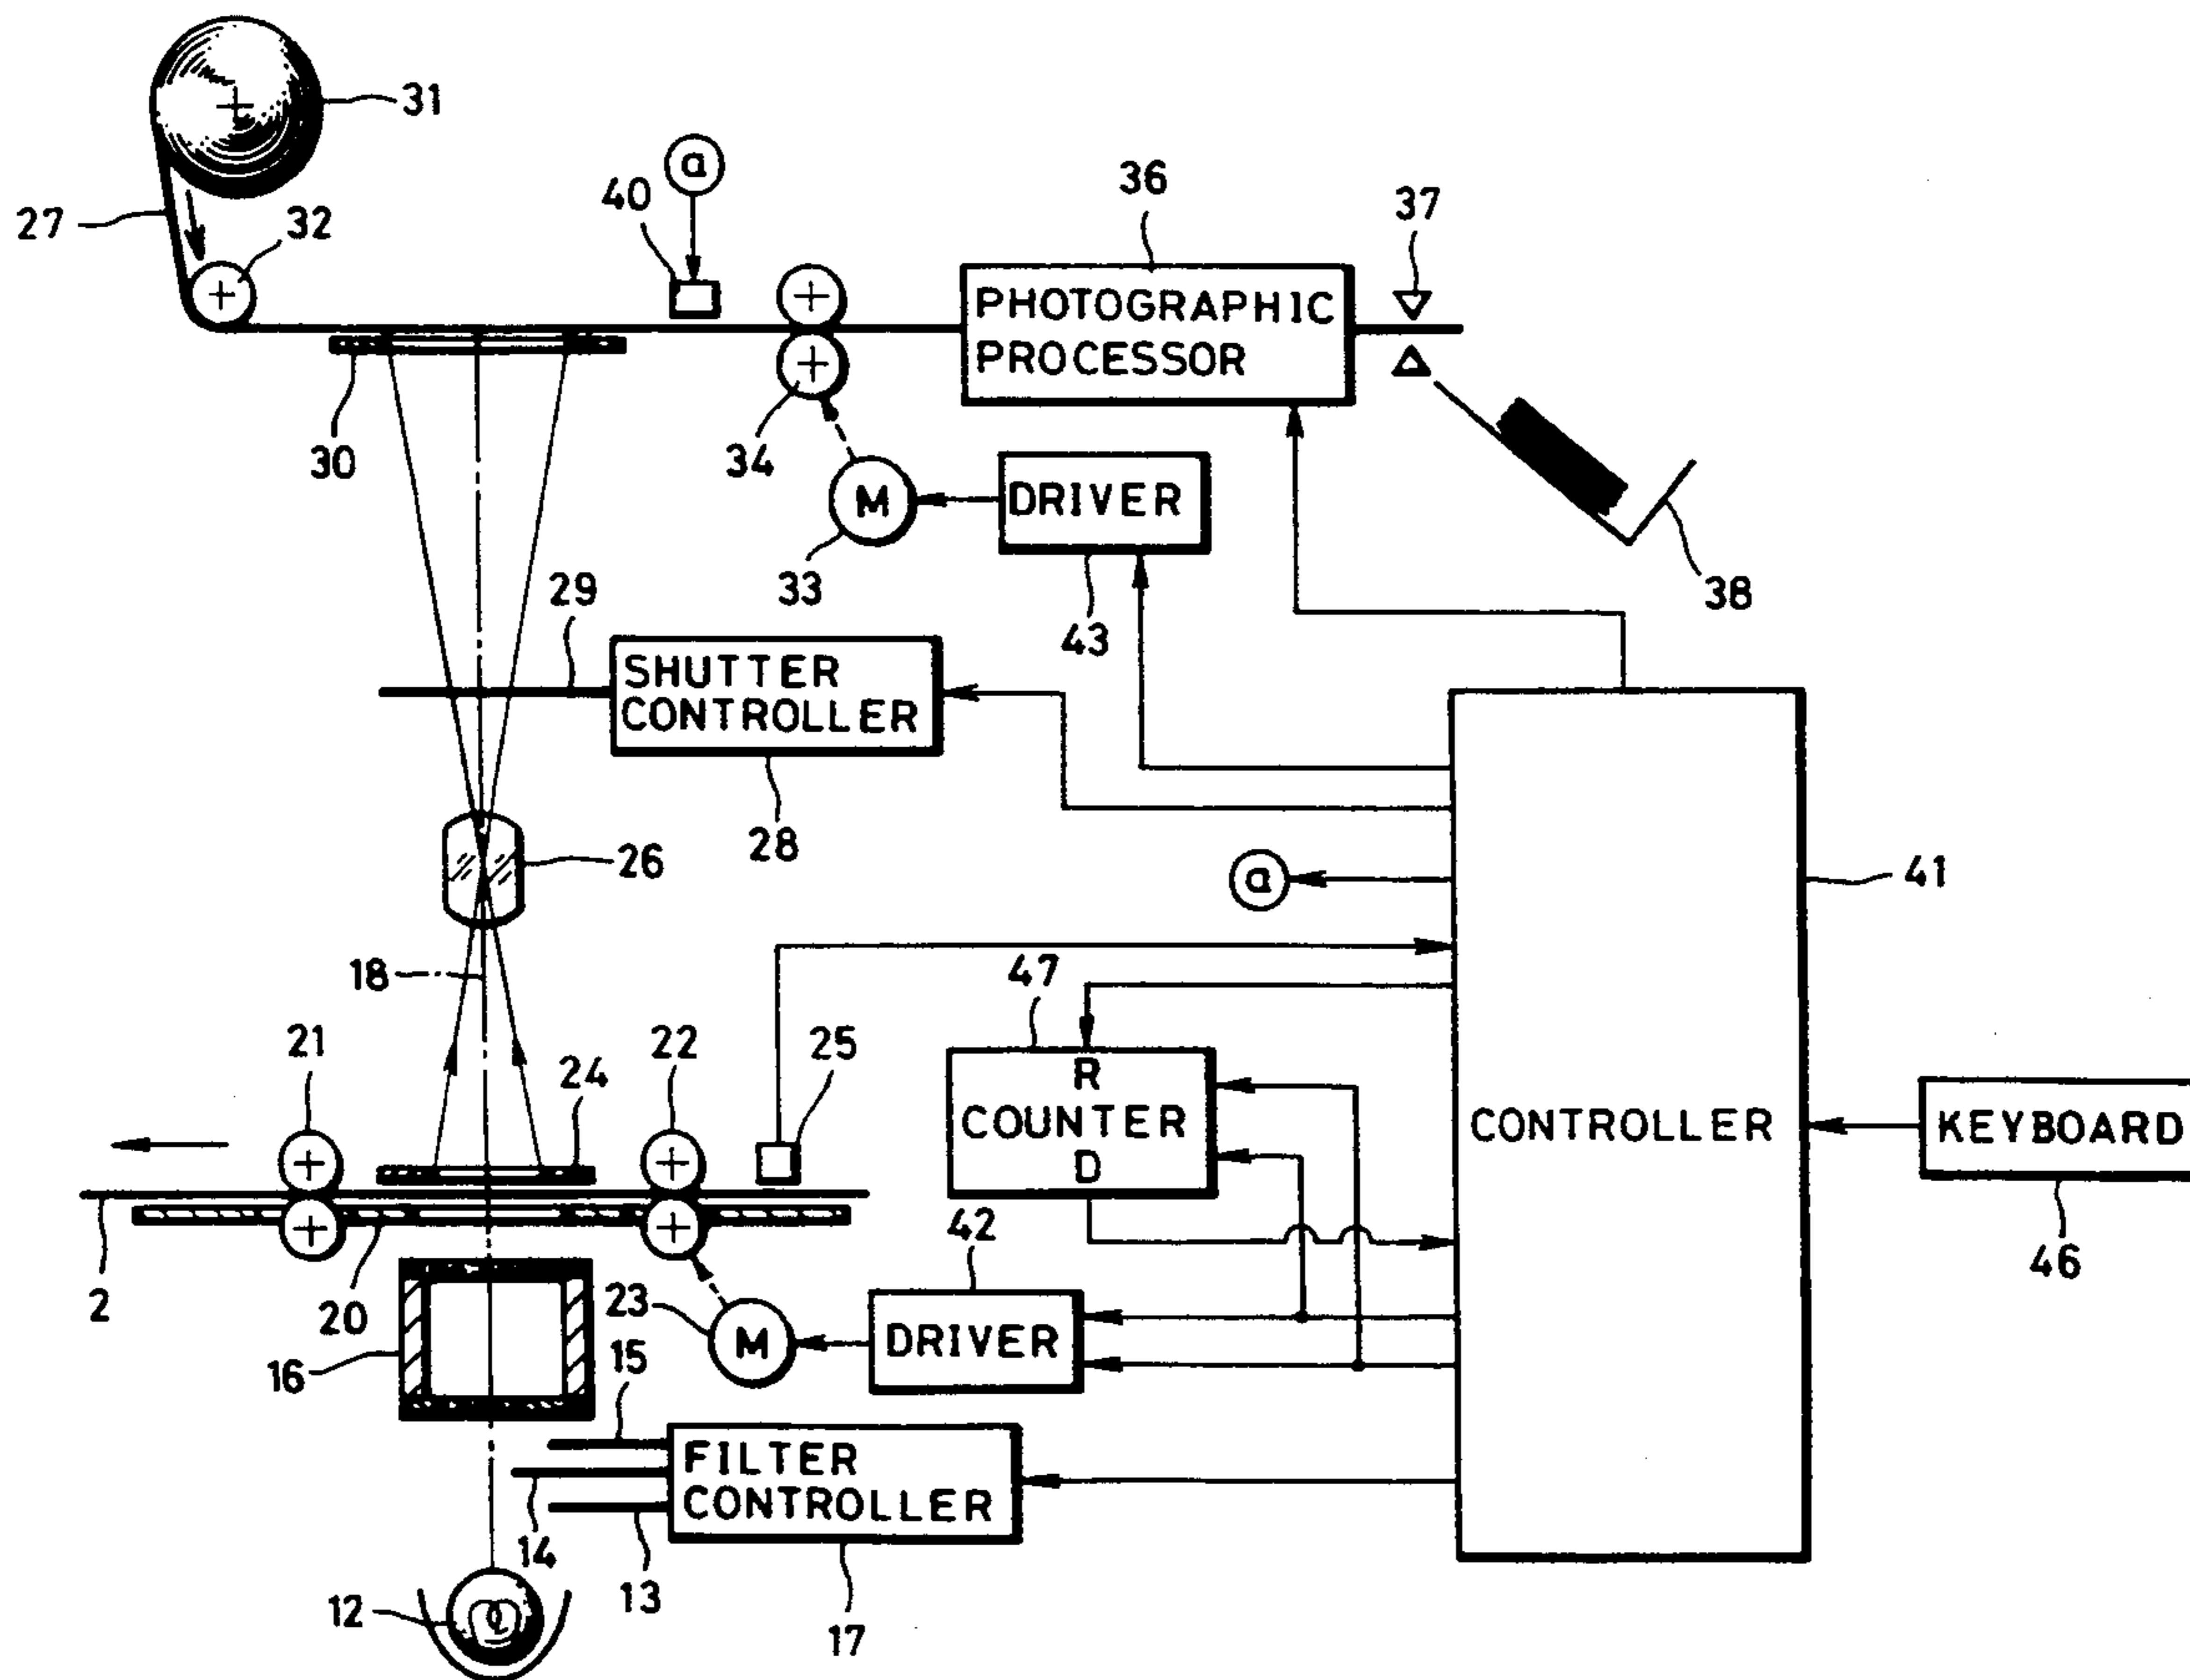 31
a
40
36
37
27
32
PHOTOGRAPHIC
PROCESSOR
30
34
M
DRIVER
33
43
38
29
SHUTTER
CONTROLLER
28
26
a
41
18
47
21
22
25
24
R
COUNTER
D
CONTROLLER
KEYBOARD
46
2
20
42
23
M
DRIVER
16
15
FILTER
CONTROLLER
14
13
12
17